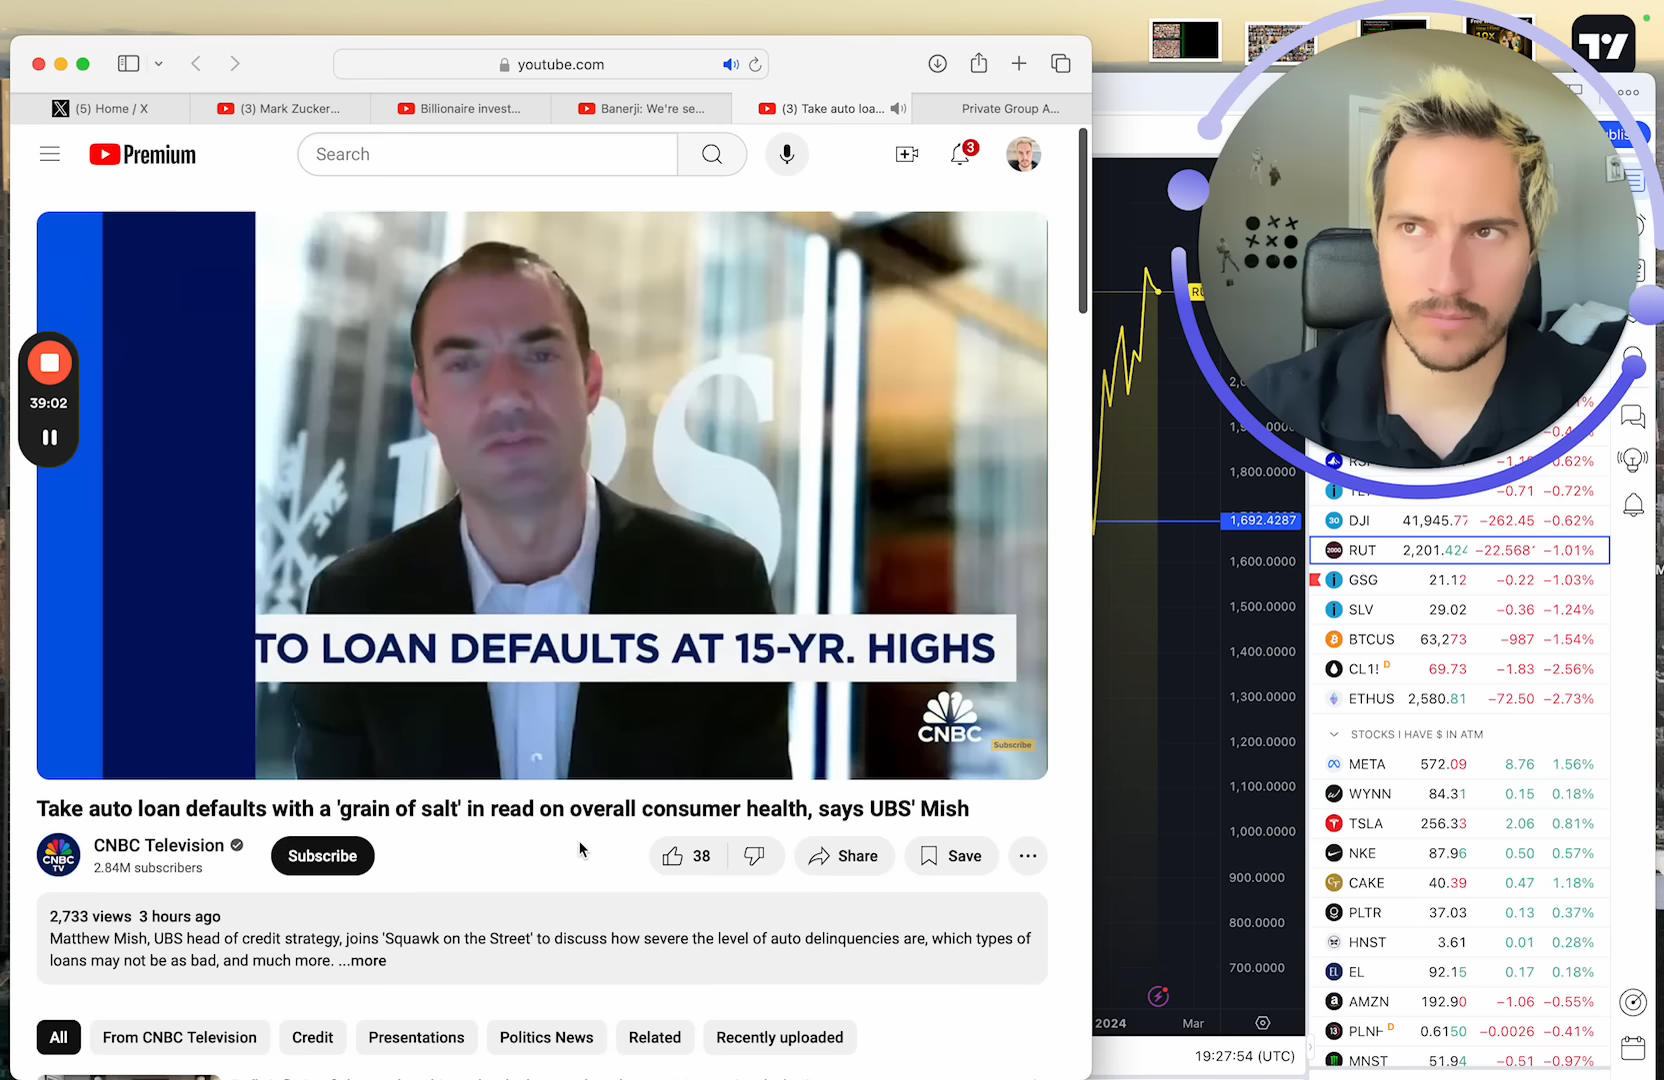 youtube.com
(5) Home / X
(3) Mark Zucker...
Billionaire invest...
Banerji: We're se...
(3) Take auto loa...
Private Group A...
Premium
Search
3
39:02
TO LOAN DEFAULTS AT 15-YR. HIGHS
CNBC
Subscribe
Take auto loan defaults with a 'grain of salt' in read on overall consumer health, says UBS' Mish
CNBC TV
CNBC Television
2.84M subscribers
Subscribe
38
Share
Save
2,733 views 3 hours ago
Matthew Mish, UBS head of credit strategy, joins 'Squawk on the Street' to discuss how severe the level of auto delinquencies are, which types of
loans may not be as bad, and much more. ...more
All
From CNBC Television
Credit
Presentations
Politics News
Related
Recently uploaded
1,800.0000
1,692.4287
1,600.0000
1,500.0000
1,400.0000
1,300.0000
1,200.0000
1,100.0000
1,000.0000
900.0000
800.0000
700.0000
2024
Mar
19:27:54 (UTC)
−0.62%
−0.71 −0.72%
DJI 41,945.77 −262.45 −0.62%
RUT 2,201.424 −22.568 −1.01%
GSG 21.12 −0.22 −1.03%
SLV 29.02 −0.36 −1.24%
BTCUS 63,273 −987 −1.54%
CL1! D 69.73 −1.83 −2.56%
ETHUS 2,580.81 −72.50 −2.73%
STOCKS I HAVE $ IN ATM
META 572.09 8.76 1.56%
WYNN 84.31 0.15 0.18%
TSLA 256.33 2.06 0.81%
NKE 87.96 0.50 0.57%
CAKE 40.39 0.47 1.18%
PLTR 37.03 0.13 0.37%
HNST 3.61 0.01 0.28%
EL 92.15 0.17 0.18%
AMZN 192.90 −1.06 −0.55%
PLNH D 0.6150 −0.0026 −0.41%
MNST 51.94 −0.51 −0.97%